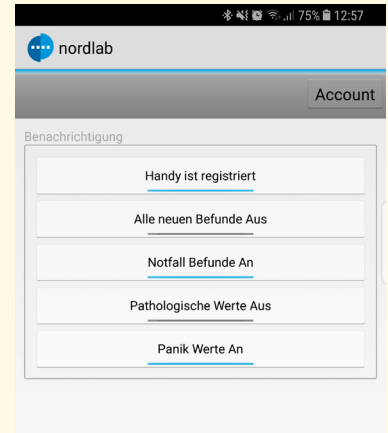 75% 12:57
nordlab
Account
Benachrichtigung
Handy ist registriert
Alle neuen Befunde Aus
Notfall Befunde An
Pathologische Werte Aus
Panik Werte An